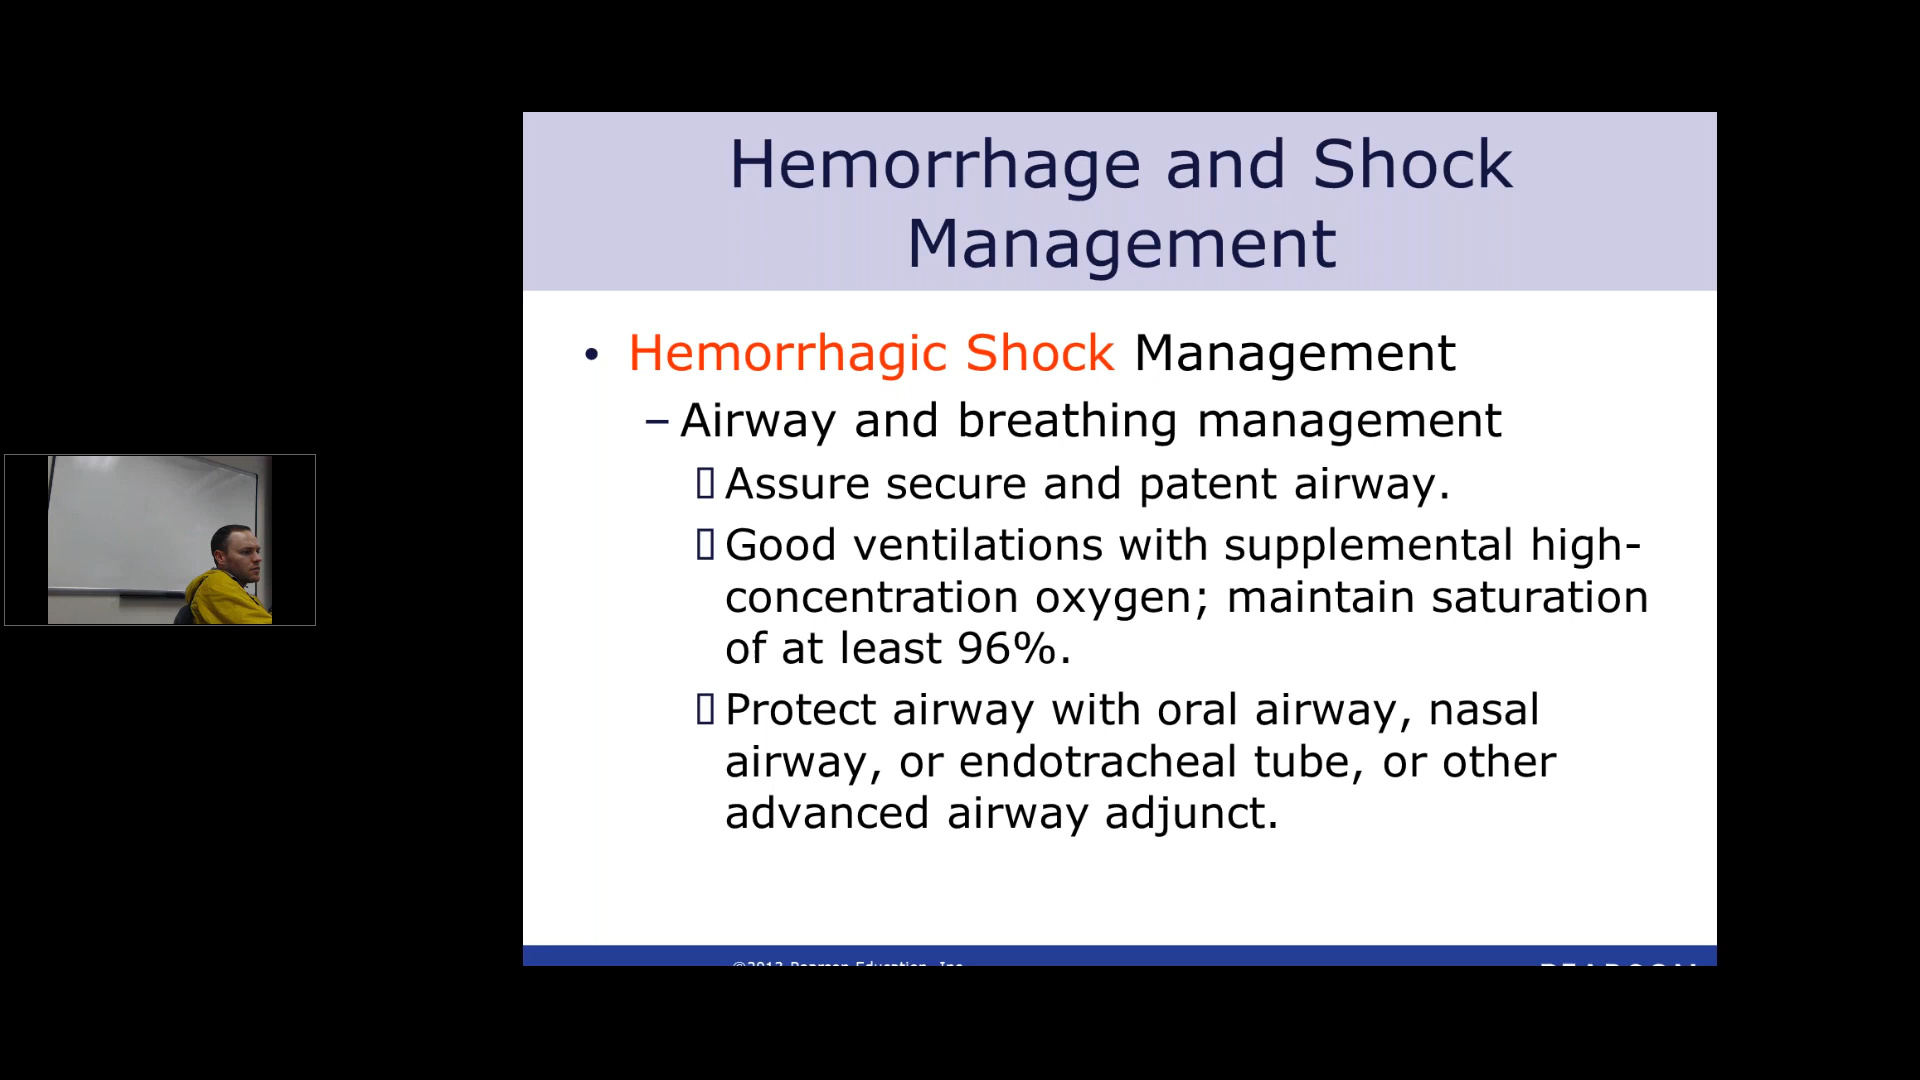 Hemorrhage and Shock
Management
• Hemorrhagic Shock Management
– Airway and breathing management
▯ Assure secure and patent airway.
▯ Good ventilations with supplemental high-
concentration oxygen; maintain saturation
of at least 96%.
▯ Protect airway with oral airway, nasal
airway, or endotracheal tube, or other
advanced airway adjunct.
©2013 Pearson Education, Inc.
PEARSON